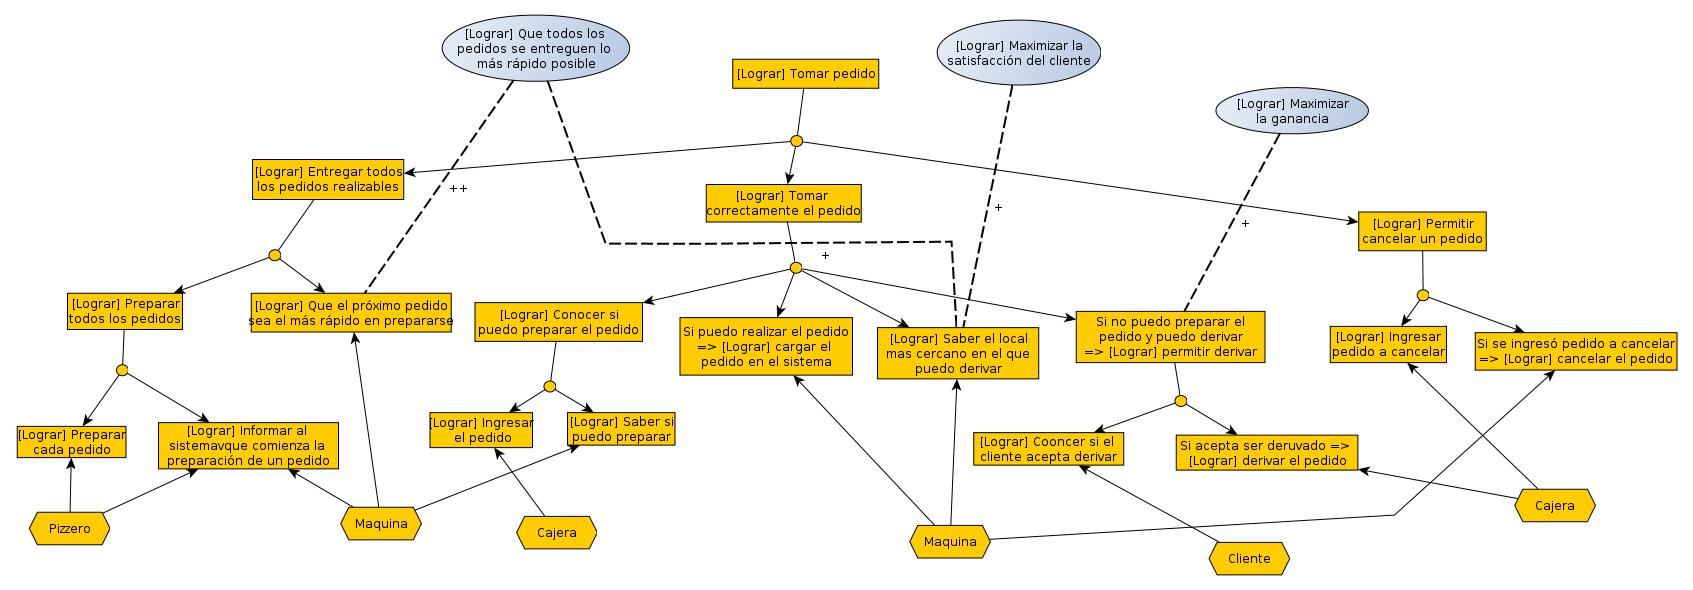 [Lograr] Que todos los
pedidos se entreguen lo
más rápido posible
[Lograr] Maximizar la
satisfacción del cliente
[Lograr] Tomar pedido
[Lograr] Maximizar
la ganancia
[Lograr] Entregar todos
los pedidos realizables
++
[Lograr] Tomar
correctamente el pedido
+
+
[Lograr] Permitir
cancelar un pedido
+
[Lograr] Preparar
todos los pedidos
[Lograr] Que el próximo pedido
sea el más rápido en prepararse
[Lograr] Conocer si
puedo preparar el pedido
Si puedo realizar el pedido
=> [Lograr] cargar el
pedido en el sistema
[Lograr] Saber el local
mas cercano en el que
puedo derivar
Si no puedo preparar el
pedido y puedo derivar
=> [Lograr] permitir derivar
[Lograr] Ingresar
pedido a cancelar
Si se ingresó pedido a cancelar
=> [Lograr] cancelar el pedido
[Lograr] Preparar
cada pedido
[Lograr] Informar al
sistemavque comienza la
preparación de un pedido
[Lograr] Ingresar
el pedido
[Lograr] Saber si
puedo preparar
[Lograr] Cooncer si el
cliente acepta derivar
Si acepta ser deruvado =>
[Lograr] derivar el pedido
Pizzero
Maquina
Cajera
Maquina
Cliente
Cajera